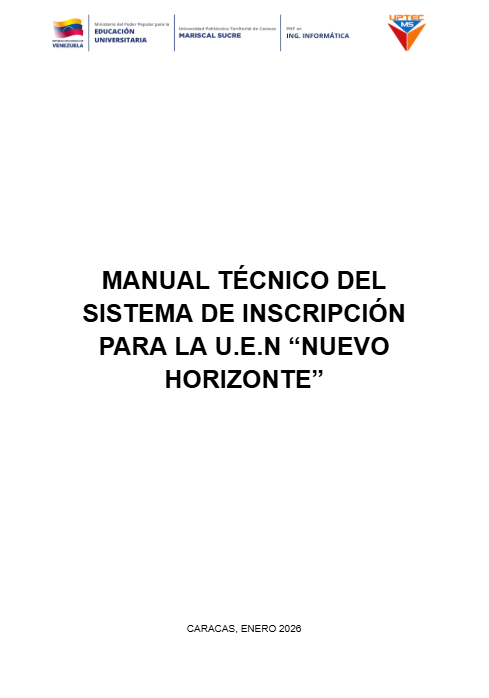 Ministerio del Poder Popular para la
EDUCACIÓN
UNIVERSITARIA
VENEZUELA
Universidad Politécnica Territorial de Caracas
MARISCAL SUCRE
PNF en
ING. INFORMÁTICA
UPTEC
MS
MANUAL TÉCNICO DEL
SISTEMA DE INSCRIPCIÓN
PARA LA U.E.N “NUEVO
HORIZONTE”
CARACAS, ENERO 2026